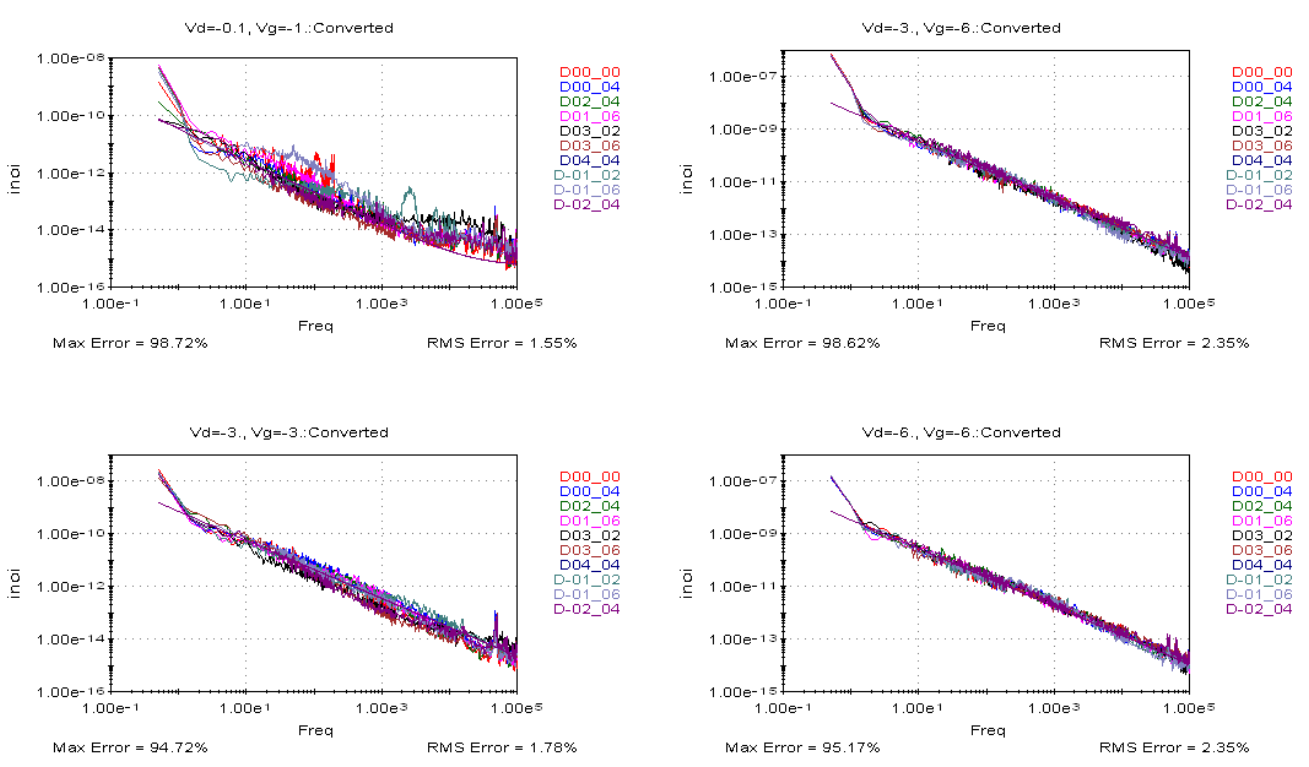 Vd=-0.1, Vg=-1.:Converted
inoi
1.00e-08
1.00e-10
1.00e-12
1.00e-14
1.00e-16
1.00e-1 1.00e1 1.00e3 1.00e5
Freq
D00_00
D00_04
D02_04
D01_06
D03_02
D03_06
D04_04
D-01_02
D-01_06
D-02_04
Max Error = 98.72% RMS Error = 1.55%
Vd=-3., Vg=-6.:Converted
inoi
1.00e-07
1.00e-09
1.00e-11
1.00e-13
1.00e-15
1.00e-1 1.00e1 1.00e3 1.00e5
Freq
D00_00
D00_04
D02_04
D01_06
D03_02
D03_06
D04_04
D-01_02
D-01_06
D-02_04
Max Error = 98.62% RMS Error = 2.35%
Vd=-3., Vg=-3.:Converted
inoi
1.00e-08
1.00e-10
1.00e-12
1.00e-14
1.00e-16
1.00e-1 1.00e1 1.00e3 1.00e5
Freq
D00_00
D00_04
D02_04
D01_06
D03_02
D03_06
D04_04
D-01_02
D-01_06
D-02_04
Max Error = 94.72% RMS Error = 1.78%
Vd=-6., Vg=-6.:Converted
inoi
1.00e-07
1.00e-09
1.00e-11
1.00e-13
1.00e-15
1.00e-1 1.00e1 1.00e3 1.00e5
Freq
D00_00
D00_04
D02_04
D01_06
D03_02
D03_06
D04_04
D-01_02
D-01_06
D-02_04
Max Error = 95.17% RMS Error = 2.35%